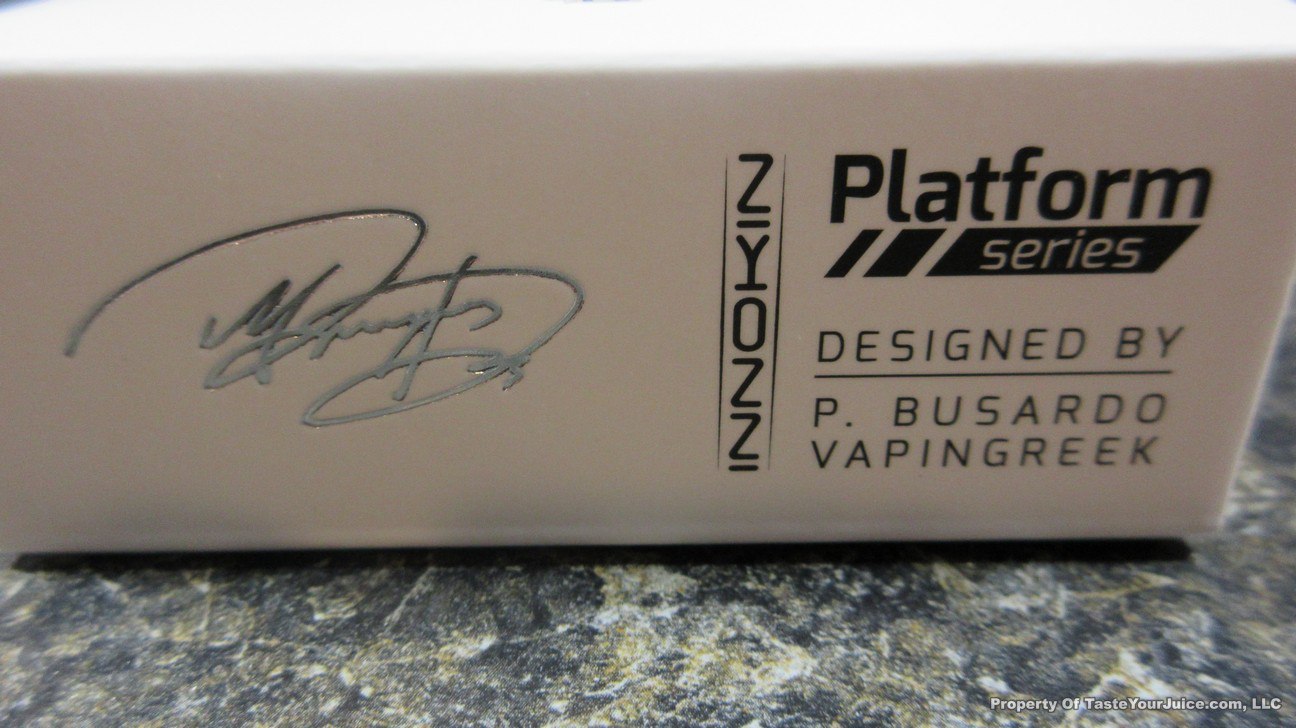 ZYOZZ
Platform
series
DESIGNED BY
P. BUSARDO
VAPINGREEK
Property Of TasteYourJuice.com, LLC